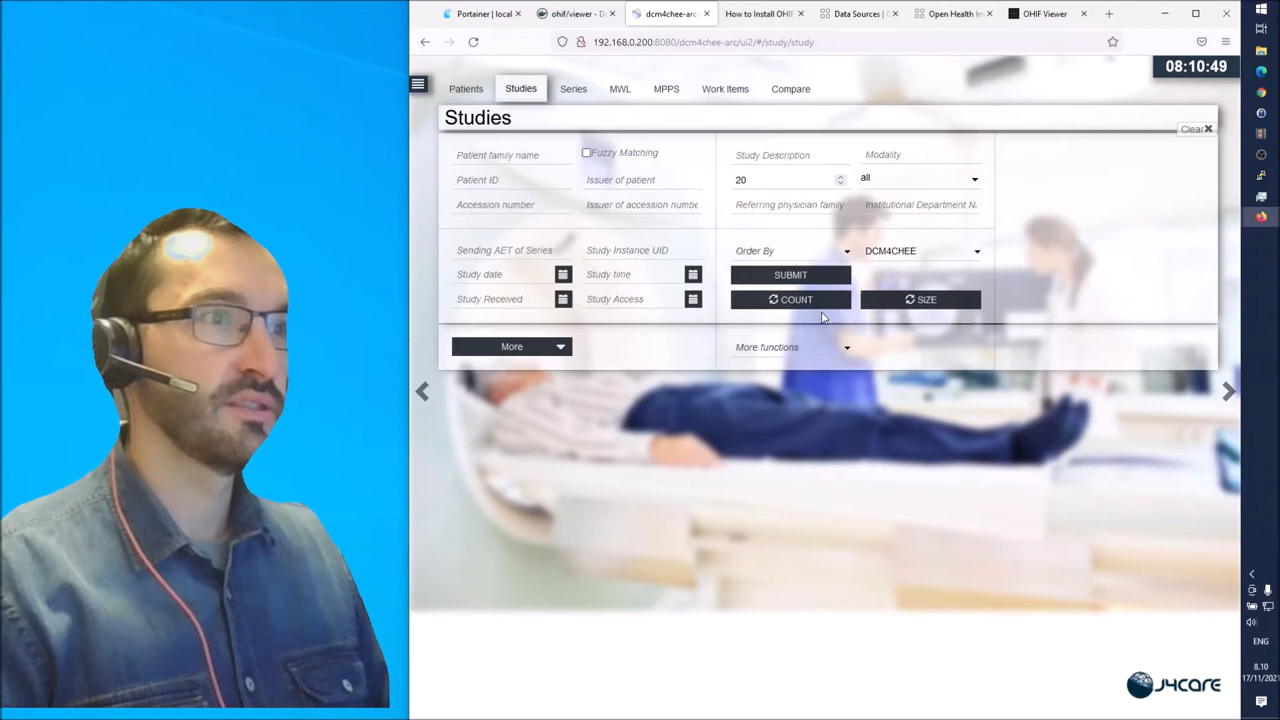 Portainer | local
ohif/viewer - Do
dcm4chee-arc-
How to Install OHIF
Data Sources |
Open Health Im
OHIF Viewer
192.168.0.200:8080/dcm4chee-arc/ui2/#/study/study
08:10:49
Patients
Studies
Series
MWL
MPPS
Work Items
Compare
Studies
Clear
Patient family name
Fuzzy Matching
Study Description
Modality
Patient ID
Issuer of patient
20
all
Accession number
Issuer of accession numbe
Referring physician family
Institutional Department N
Sending AET of Series
Study Instance UID
Order By
DCM4CHEE
Study date
Study time
SUBMIT
Study Received
Study Access
COUNT
SIZE
More
More functions
J4CARE
ENG
8.10
17/11/2021